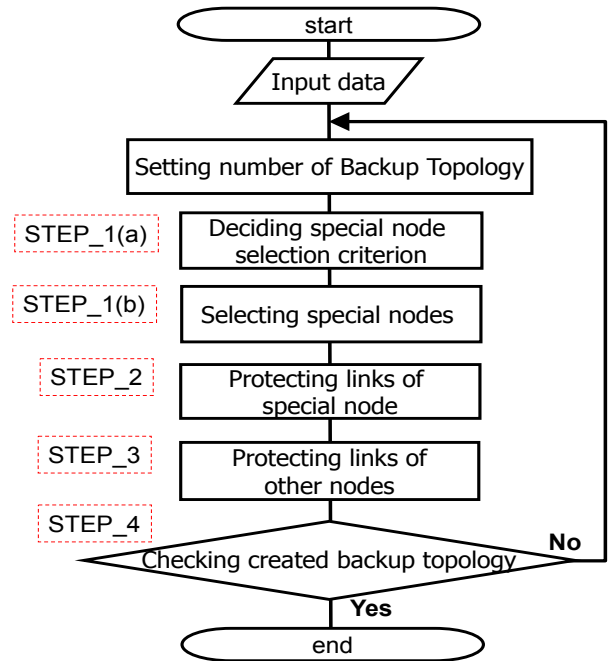 start
Input data
Setting number of Backup Topology
STEP_1(a)
Deciding special node
selection criterion
STEP_1(b)
Selecting special nodes
STEP_2
Protecting links of
special node
STEP_3
Protecting links of
other nodes
STEP_4
Checking created backup topology
No
Yes
end